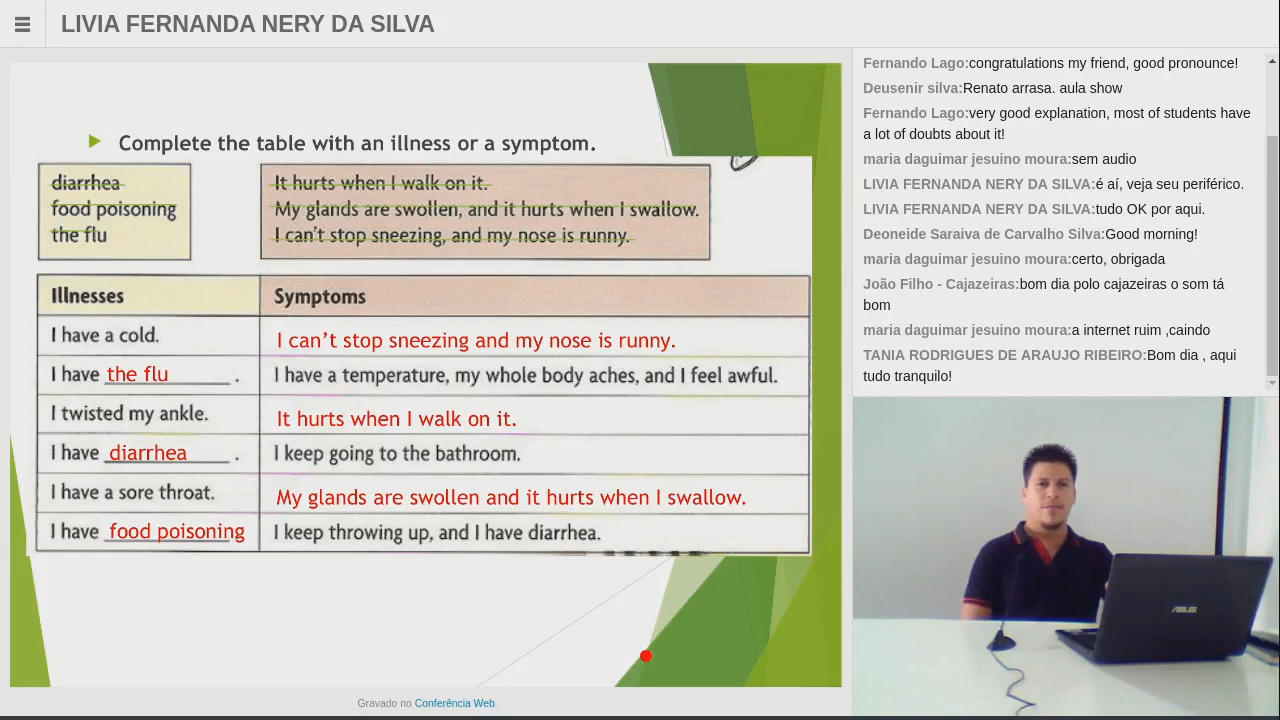 LIVIA FERNANDA NERY DA SILVA
Complete the table with an illness or a symptom.
diarrhea
food poisoning
the flu
It hurts when I walk on it.
My glands are swollen, and it hurts when I swallow.
I can't stop sneezing, and my nose is runny.
Illnesses Symptoms
I have a cold. I can't stop sneezing and my nose is runny.
I have the flu. I have a temperature, my whole body aches, and I feel awful.
I twisted my ankle. It hurts when I walk on it.
I have diarrhea. I keep going to the bathroom.
I have a sore throat. My glands are swollen and it hurts when I swallow.
I have food poisoning I keep throwing up, and I have diarrhea.
Gravado no Conferência Web
Fernando Lago:congratulations my friend, good pronounce!
Deusenir silva:Renato arrasa. aula show
Fernando Lago:very good explanation, most of students have
a lot of doubts about it!
maria daguimar jesuino moura:sem audio
LIVIA FERNANDA NERY DA SILVA:é aí, veja seu periférico.
LIVIA FERNANDA NERY DA SILVA:tudo OK por aqui.
Deoneide Saraiva de Carvalho Silva:Good morning!
maria daguimar jesuino moura:certo, obrigada
João Filho - Cajazeiras:bom dia polo cajazeiras o som tá
bom
maria daguimar jesuino moura:a internet ruim ,caindo
TANIA RODRIGUES DE ARAUJO RIBEIRO:Bom dia , aqui
tudo tranquilo!
ASUS